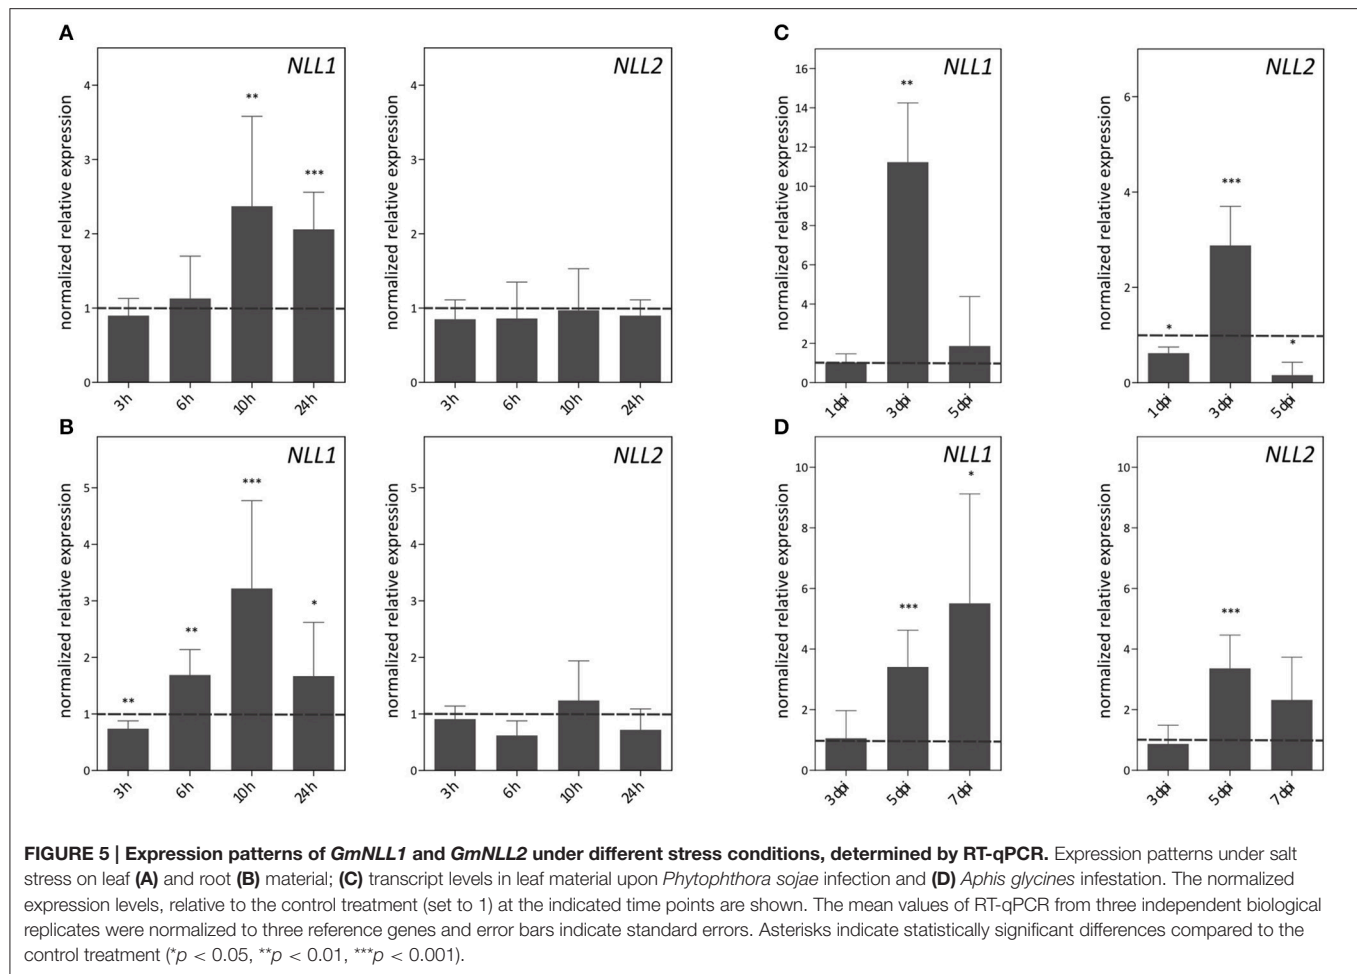 A
NLL1
normalized relative expression
4
3
2
1
0
**
***
3h
6h
10h
24h
NLL2
normalized relative expression
4
3
2
1
0
3h
6h
10h
24h
B
NLL1
normalized relative expression
5
4
3
2
1
0
**
**
***
*
3h
6h
10h
24h
NLL2
normalized relative expression
5
4
3
2
1
0
3h
6h
10h
24h
C
NLL1
normalized relative expression
16
14
12
10
8
6
4
2
0
**
1 dpi
3 dpi
5 dpi
NLL2
normalized relative expression
6
4
2
0
*
***
*
1 dpi
3 dpi
5 dpi
D
NLL1
normalized relative expression
10
8
6
4
2
0
***
*
3 dpi
5 dpi
7 dpi
NLL2
normalized relative expression
10
8
6
4
2
0
***
3 dpi
5 dpi
7 dpi
FIGURE 5 | Expression patterns of GmNLL1 and GmNLL2 under different stress conditions, determined by RT-qPCR. Expression patterns under salt
stress on leaf (A) and root (B) material; (C) transcript levels in leaf material upon Phytophthora sojae infection and (D) Aphis glycines infestation. The normalized
expression levels, relative to the control treatment (set to 1) at the indicated time points are shown. The mean values of RT-qPCR from three independent biological
replicates were normalized to three reference genes and error bars indicate standard errors. Asterisks indicate statistically significant differences compared to the
control treatment (*p < 0.05, **p < 0.01, ***p < 0.001).